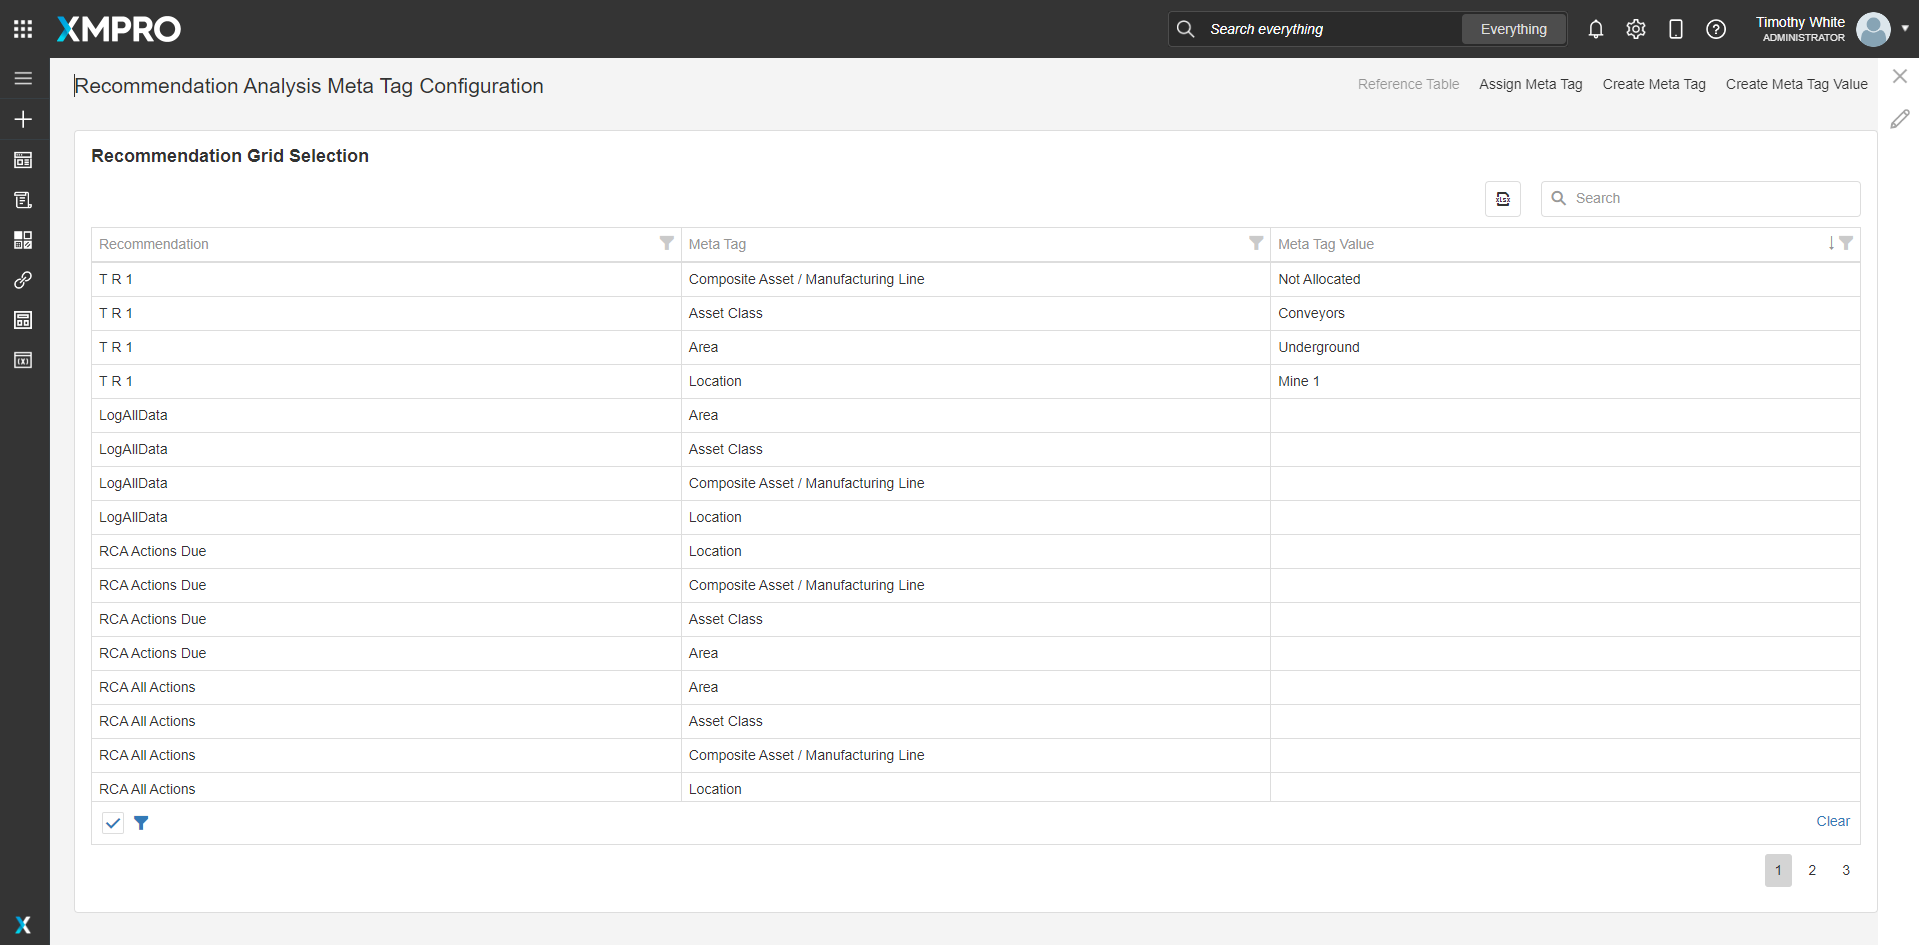 XMPRO
Search everything
Everything
Timothy White
ADMINISTRATOR
Recommendation Analysis Meta Tag Configuration
Reference Table
Assign Meta Tag
Create Meta Tag
Create Meta Tag Value
Recommendation Grid Selection
xlsx
Search
Recommendation Meta Tag Meta Tag Value
T R 1 Composite Asset / Manufacturing Line Not Allocated
T R 1 Asset Class Conveyors
T R 1 Area Underground
T R 1 Location Mine 1
LogAllData Area
LogAllData Asset Class
LogAllData Composite Asset / Manufacturing Line
LogAllData Location
RCA Actions Due Location
RCA Actions Due Composite Asset / Manufacturing Line
RCA Actions Due Asset Class
RCA Actions Due Area
RCA All Actions Area
RCA All Actions Asset Class
RCA All Actions Composite Asset / Manufacturing Line
RCA All Actions Location
Clear
1 2 3
X